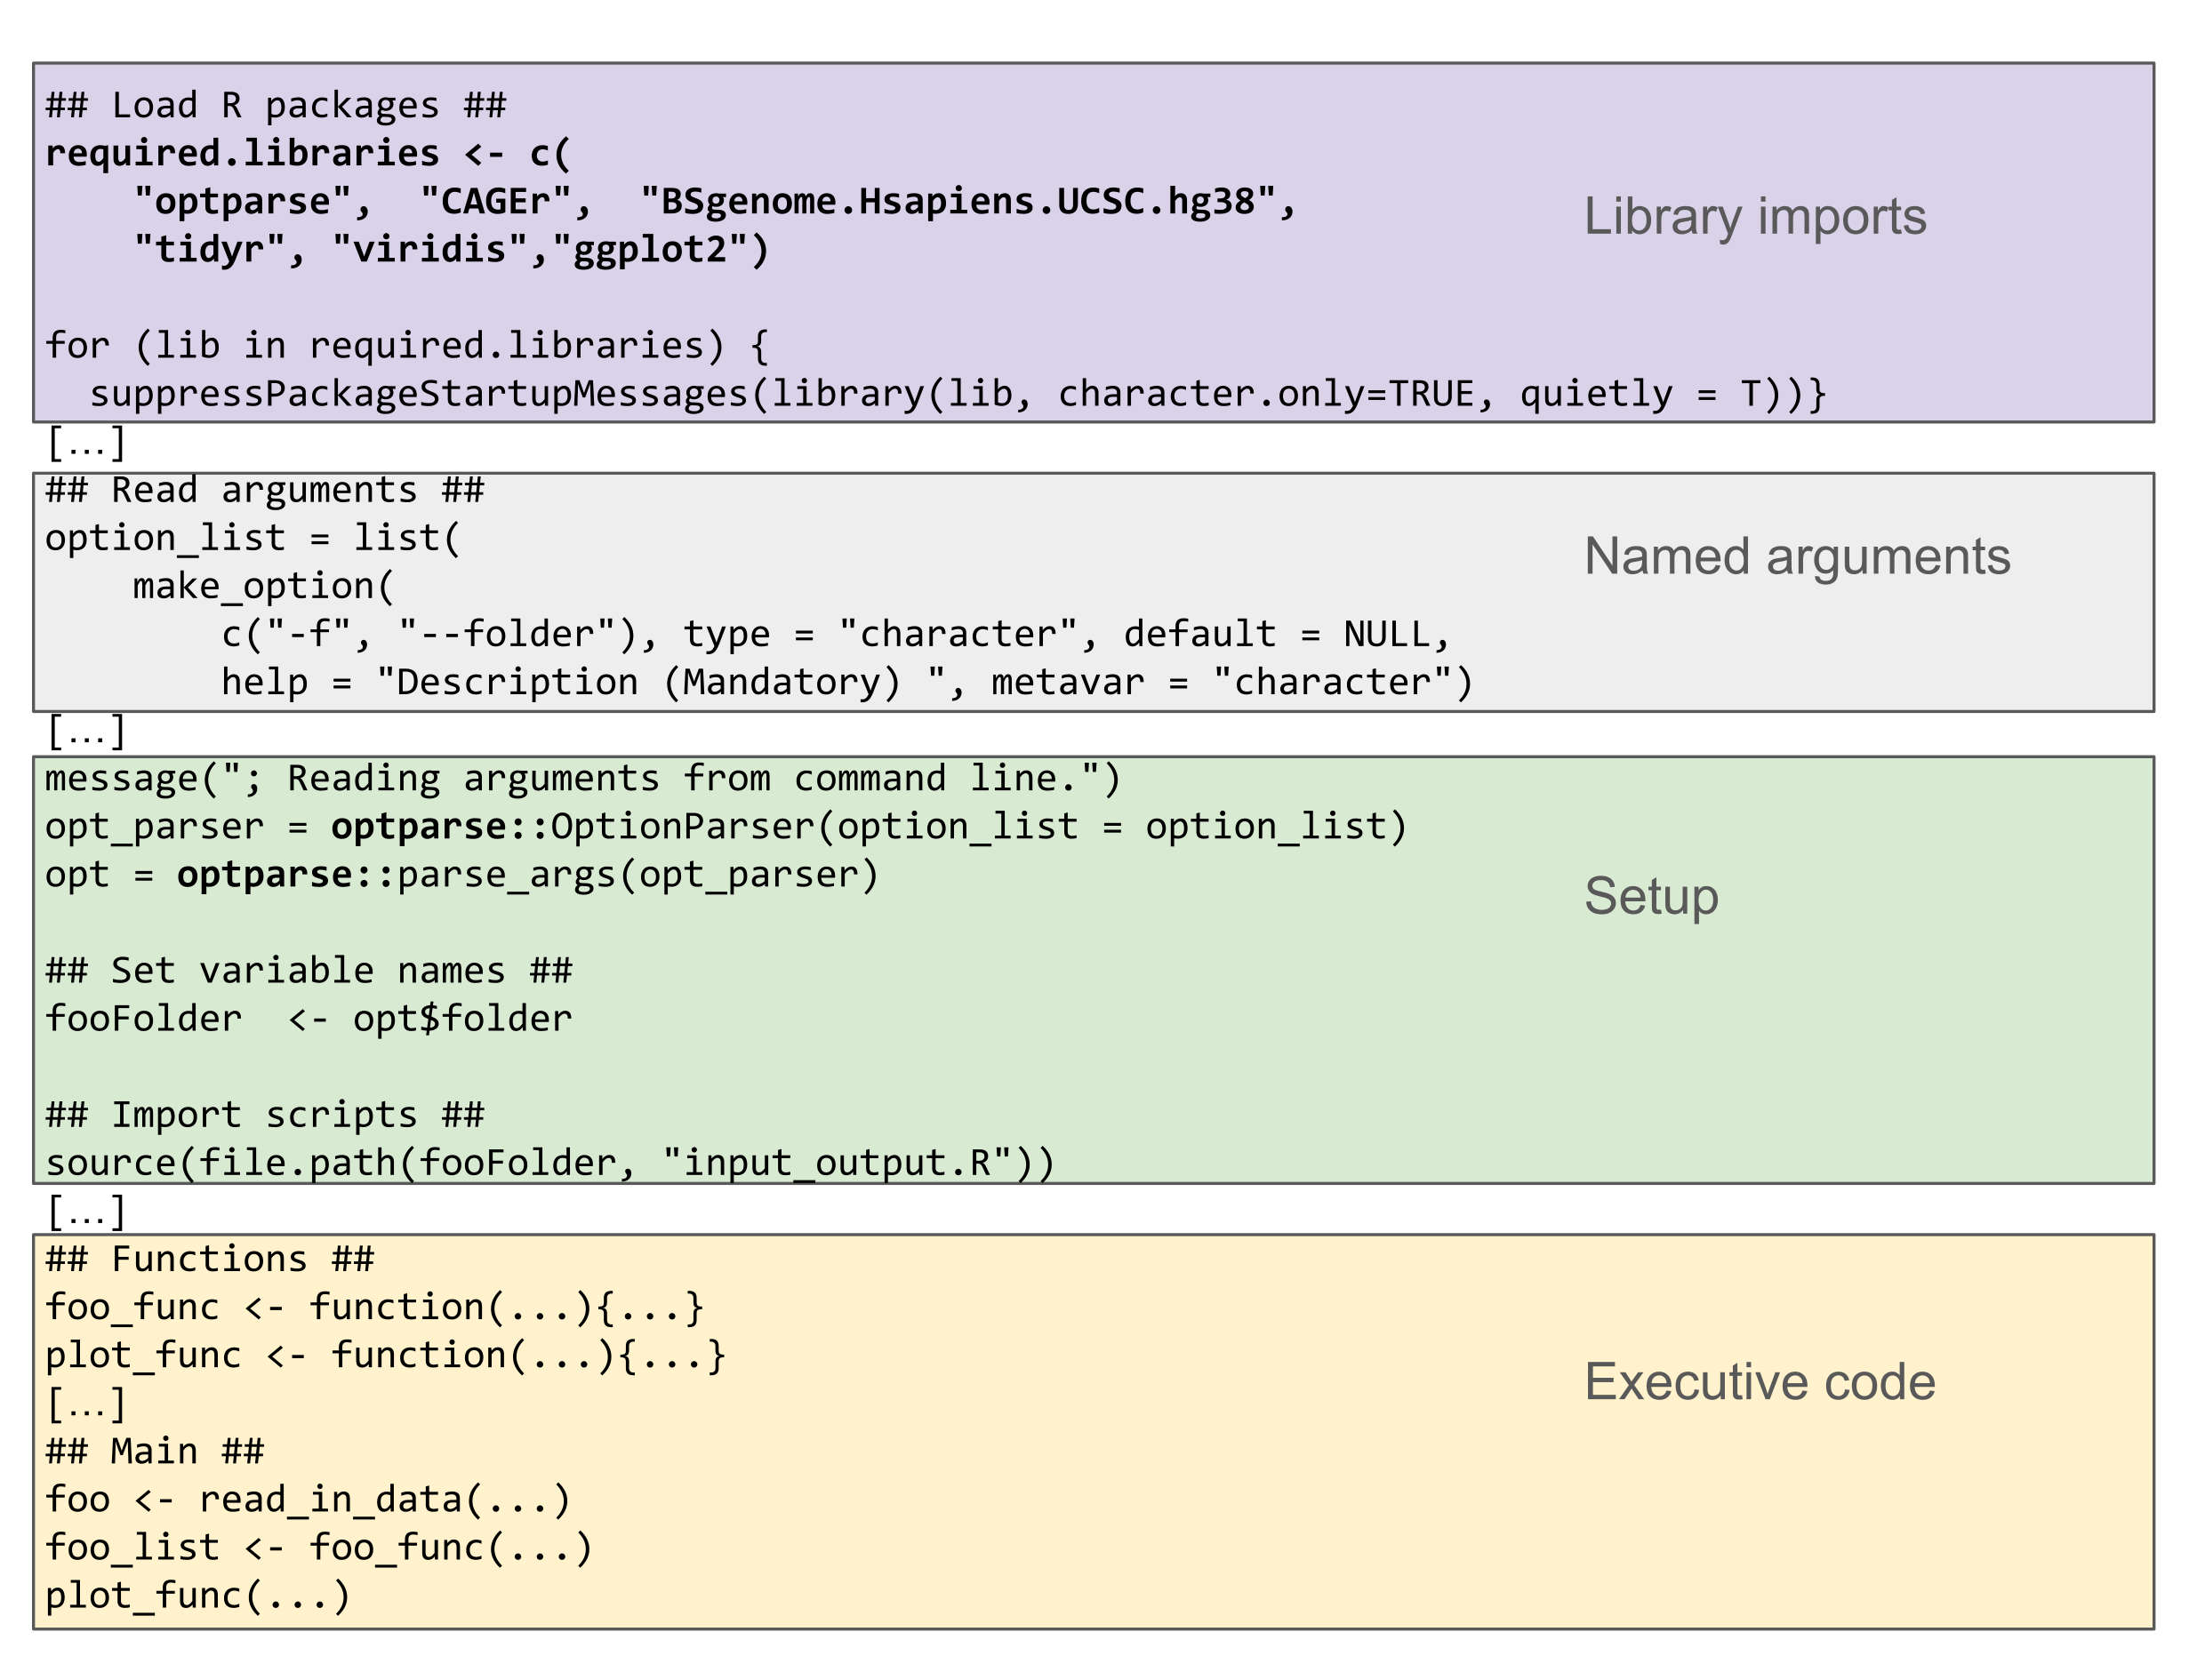 ## Load R packages ##
required.libraries <- c(
    "optparse",  "CAGEr",  "BSgenome.Hsapiens.UCSC.hg38",
    "tidyr", "viridis","ggplot2")
Library imports
for (lib in required.libraries) {
  suppressPackageStartupMessages(library(lib, character.only=TRUE, quietly = T))}
[...]
## Read arguments ##
option_list = list(
Named arguments
    make_option(
        c("-f", "--folder"), type = "character", default = NULL,
        help = "Description (Mandatory) ", metavar = "character")
[...]
message("; Reading arguments from command line.")
opt_parser = optparse::OptionParser(option_list = option_list)
opt = optparse::parse_args(opt_parser)
Setup
## Set variable names ##
fooFolder  <- opt$folder
## Import scripts ##
source(file.path(fooFolder, "input_output.R"))
[...]
## Functions ##
foo_func <- function(...){...}
plot_func <- function(...){...}
Executive code
[...]
## Main ##
foo <- read_in_data(...)
foo_list <- foo_func(...)
plot_func(...)